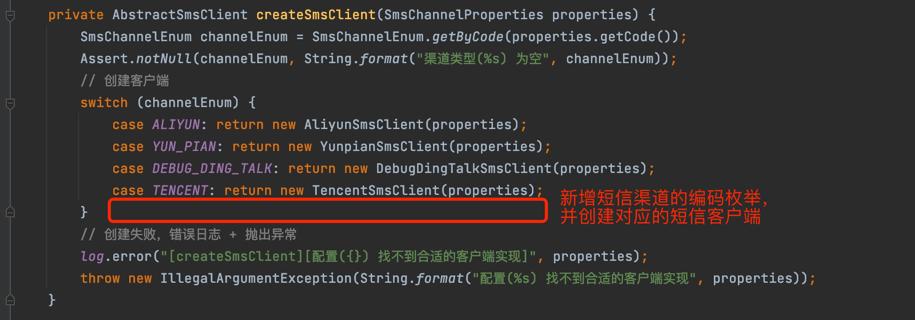 private AbstractSmsClient createSmsClient(SmsChannelProperties properties) {
SmsChannelEnum channelEnum = SmsChannelEnum.getByCode(properties.getCode());
Assert.notNull(channelEnum, String.format("渠道类型(%s) 为空", channelEnum));
// 创建客户端
switch (channelEnum) {
case ALIYUN: return new AliyunSmsClient(properties);
case YUN_PIAN: return new YunpianSmsClient(properties);
case DEBUG_DING_TALK: return new DebugDingTalkSmsClient(properties);
case TENCENT: return new TencentSmsClient(properties);
新增短信渠道的编码枚举,
并创建对应的短信客户端
}
// 创建失败，错误日志 + 抛出异常
log.error("[createSmsClient][配置({}) 找不到合适的客户端实现]", properties);
throw new IllegalArgumentException(String.format("配置(%s) 找不到合适的客户端实现", properties));
}